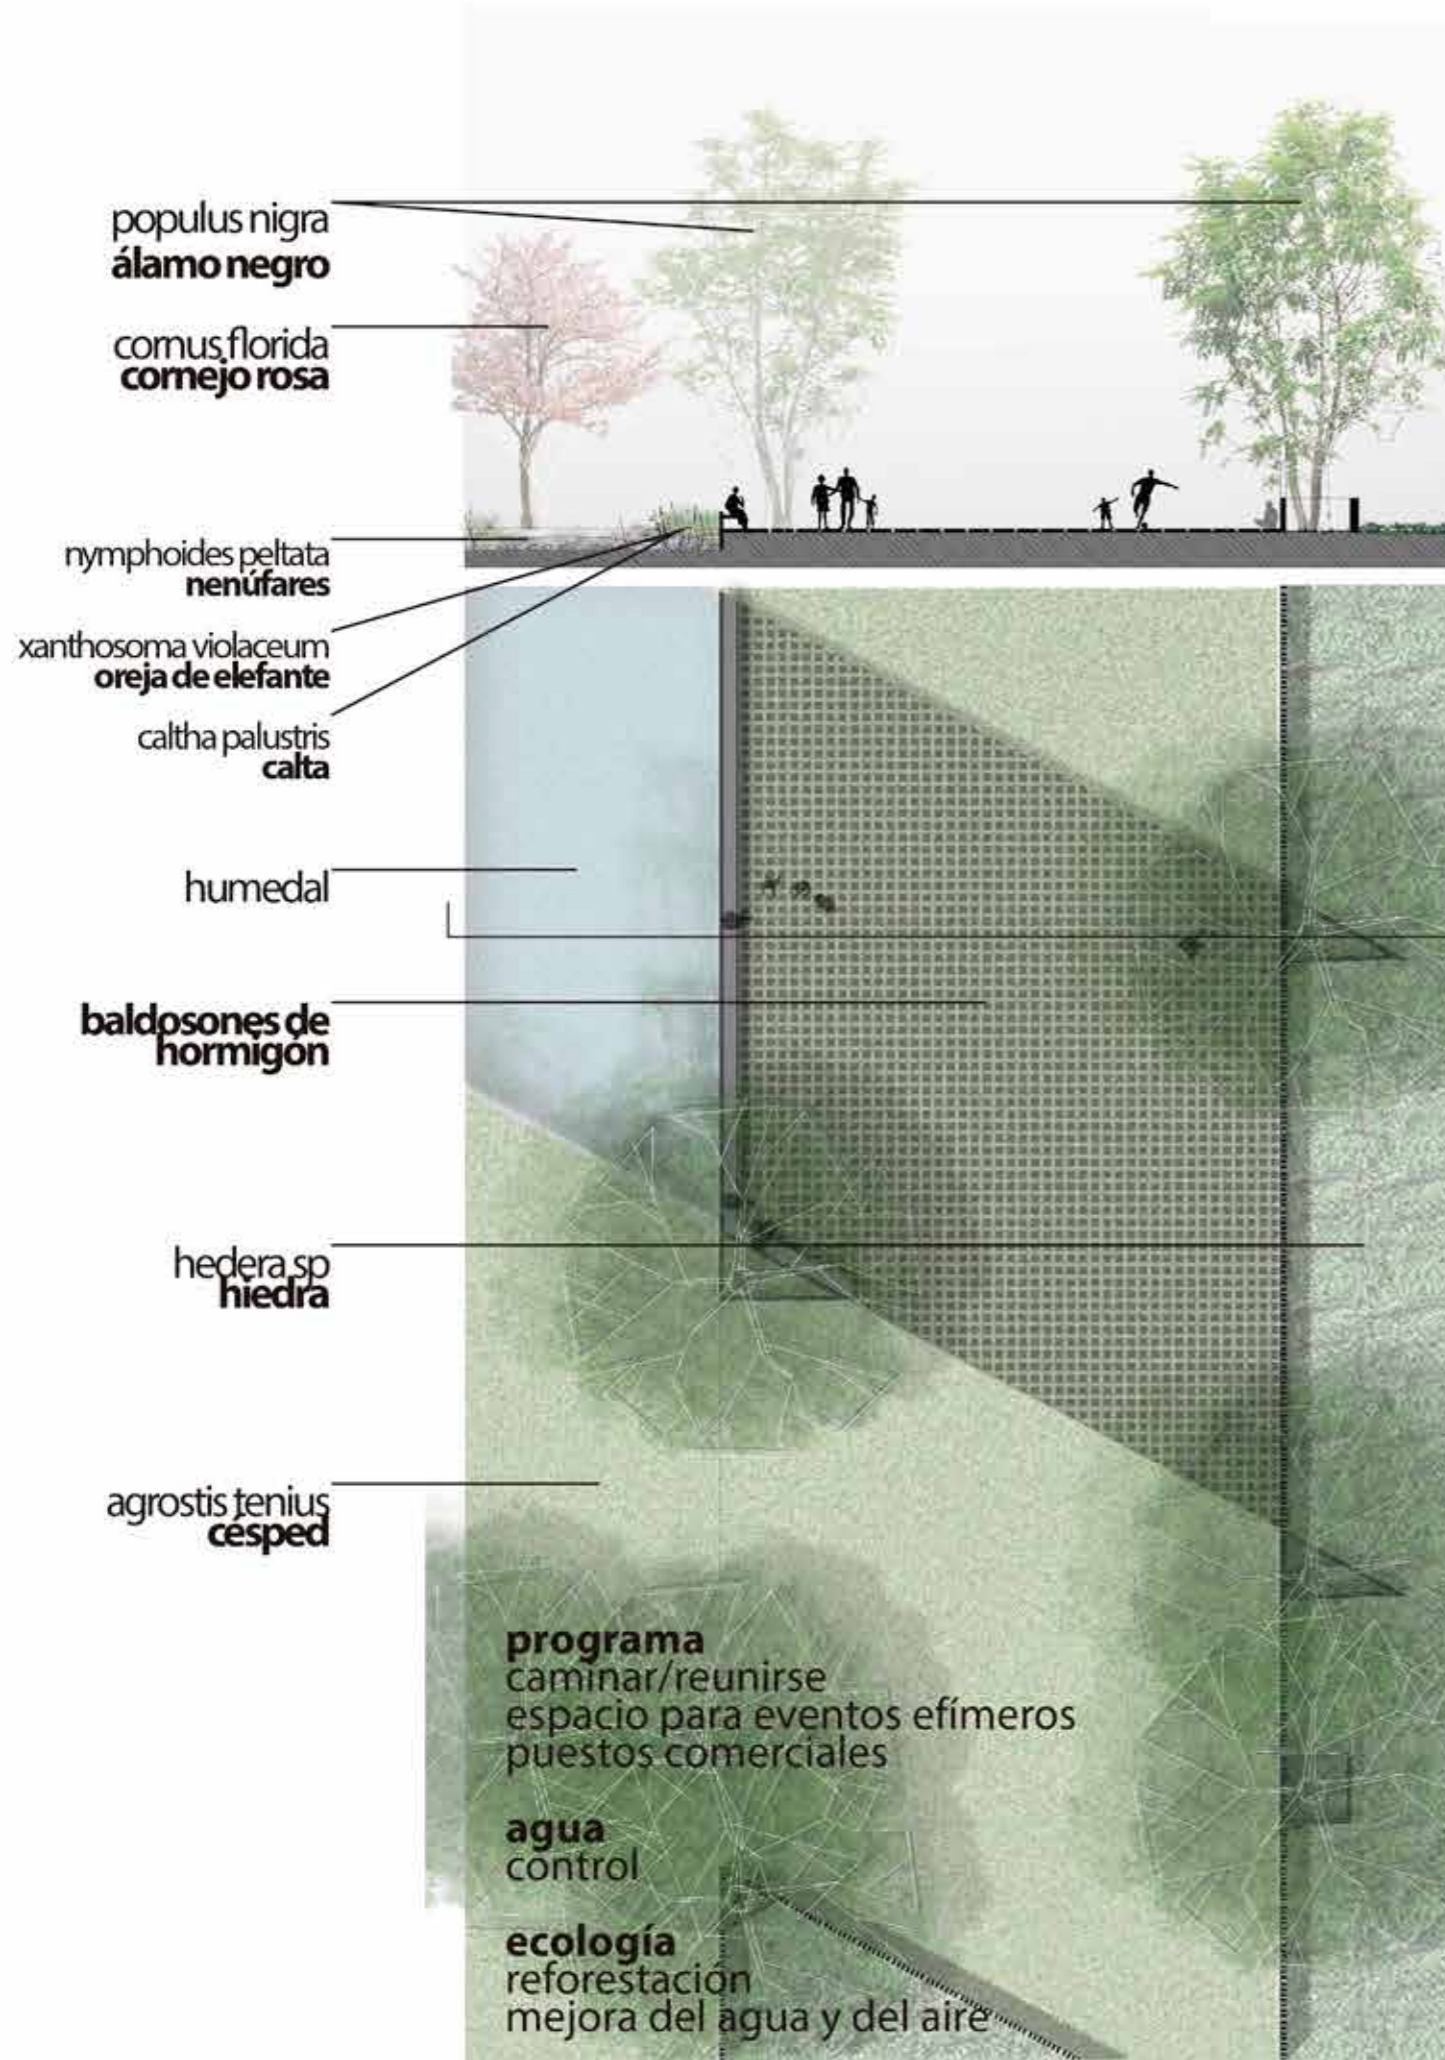 populus nigra
álamo negro
cornus florida
cornejo rosa
nymphoides peltata
nenúfares
xanthosoma violaceum
oreja de elefante
caltha palustris
calta
humedal
baldosones de
hormigón
hedera sp
hiedra
agrostis tenius
césped
programa
caminar/reunirse
espacio para eventos efímeros
puestos comerciales
agua
control
ecología
reforestación
mejora del agua y del aire